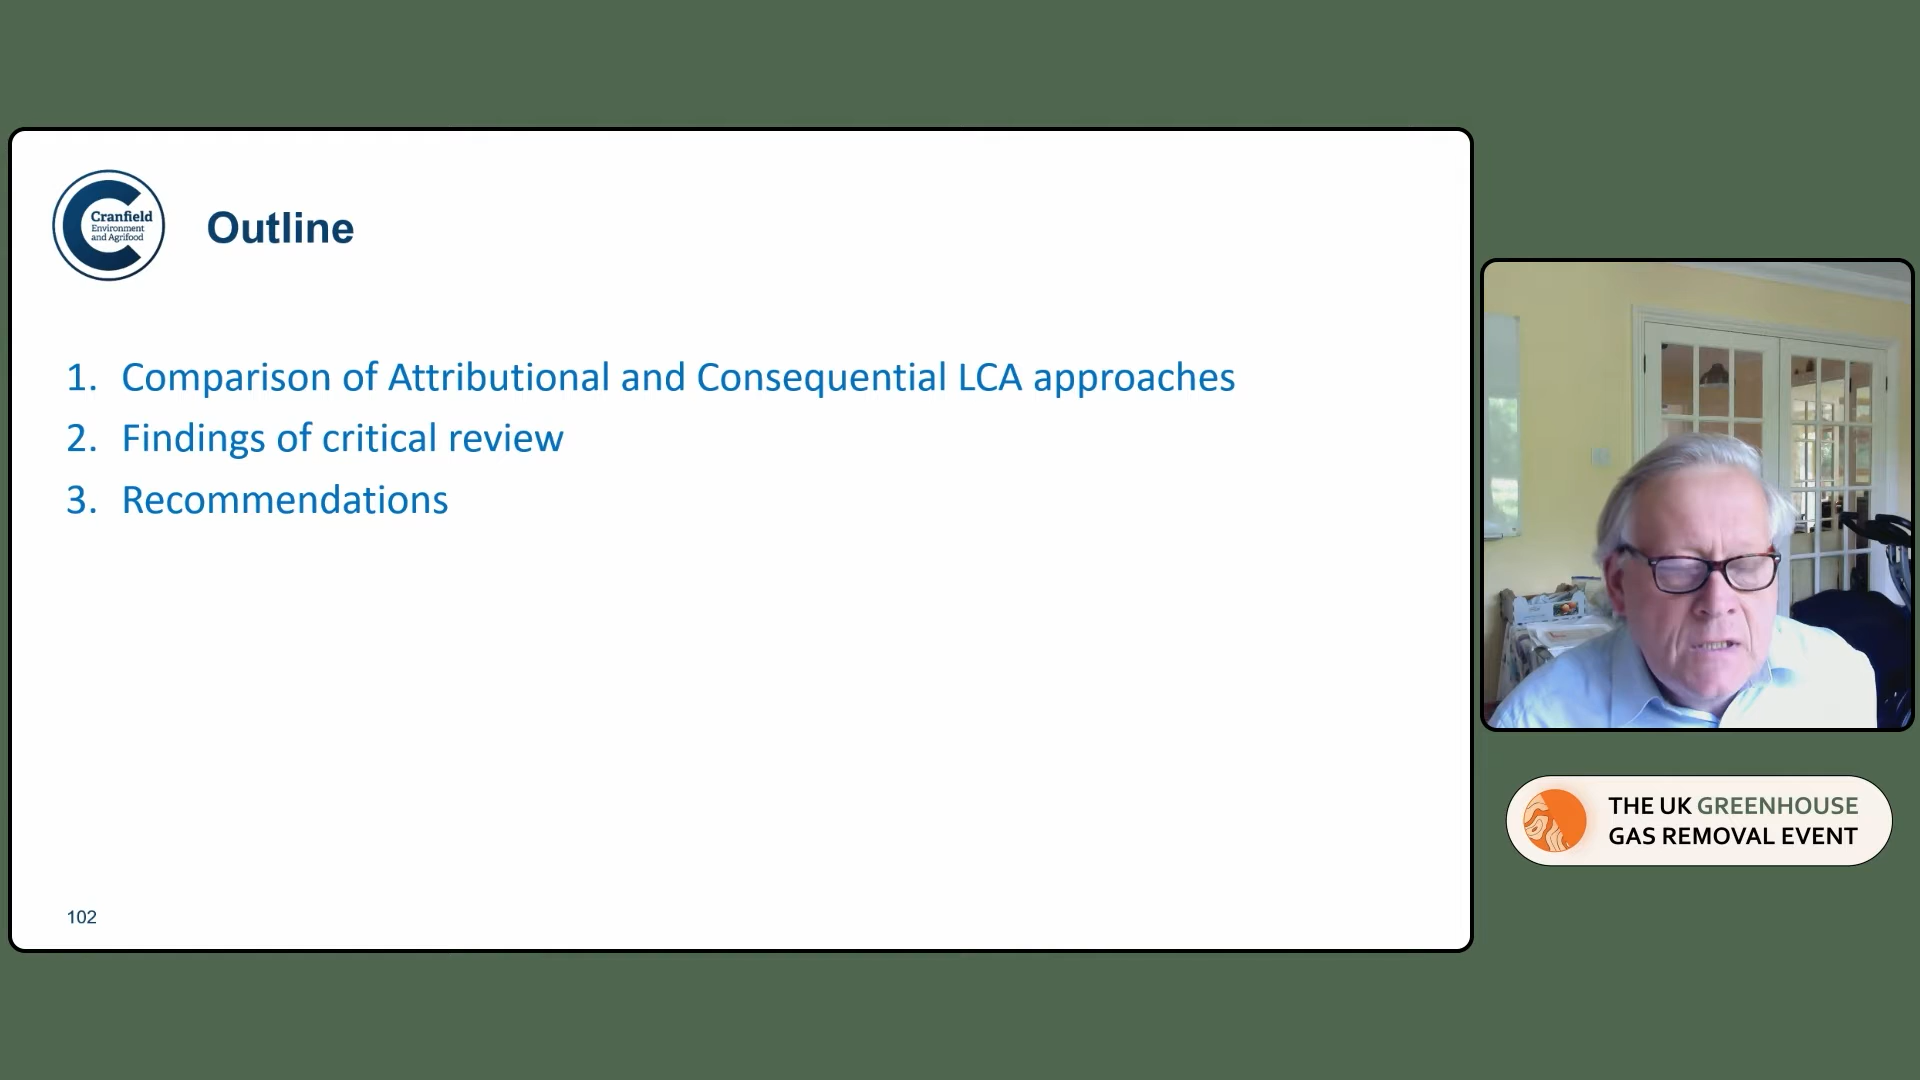 Cranfield
Environment
and Agrifood
Outline
1. Comparison of Attributional and Consequential LCA approaches
2. Findings of critical review
3. Recommendations
102
THE UK GREENHOUSE
GAS REMOVAL EVENT